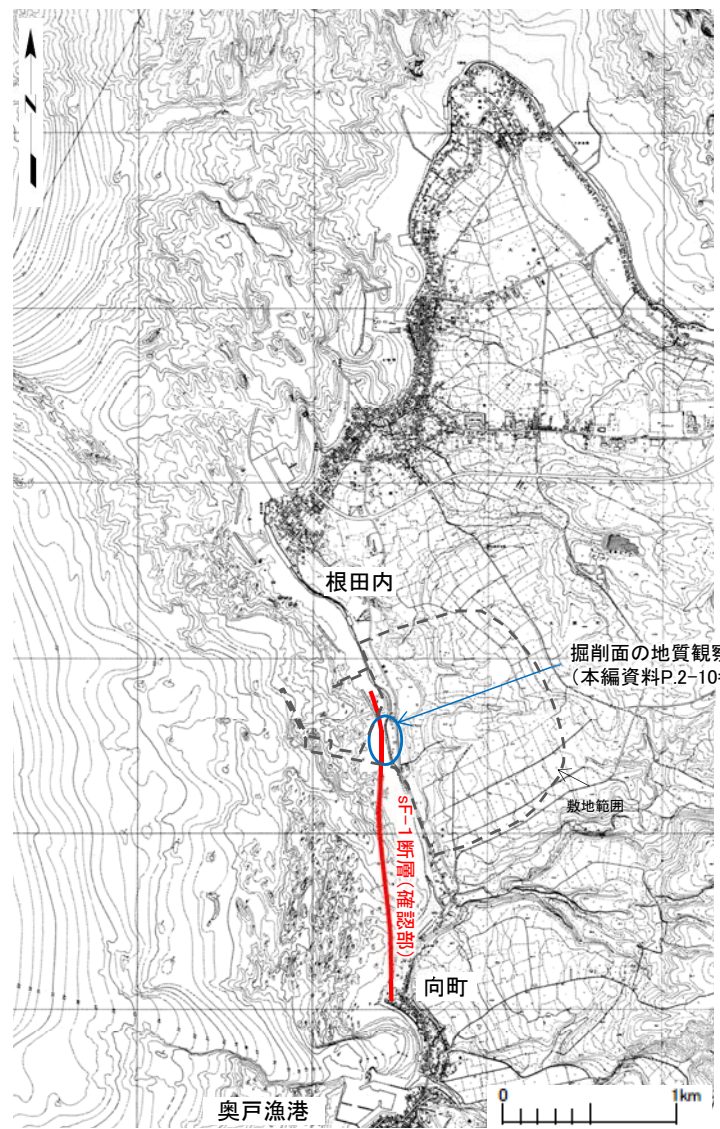 N
根田内
掘削面の地質観察
(本編資料P.2-10
敷地範囲
sF-1断層(確認部)
向町
奥戸漁港
0 1km